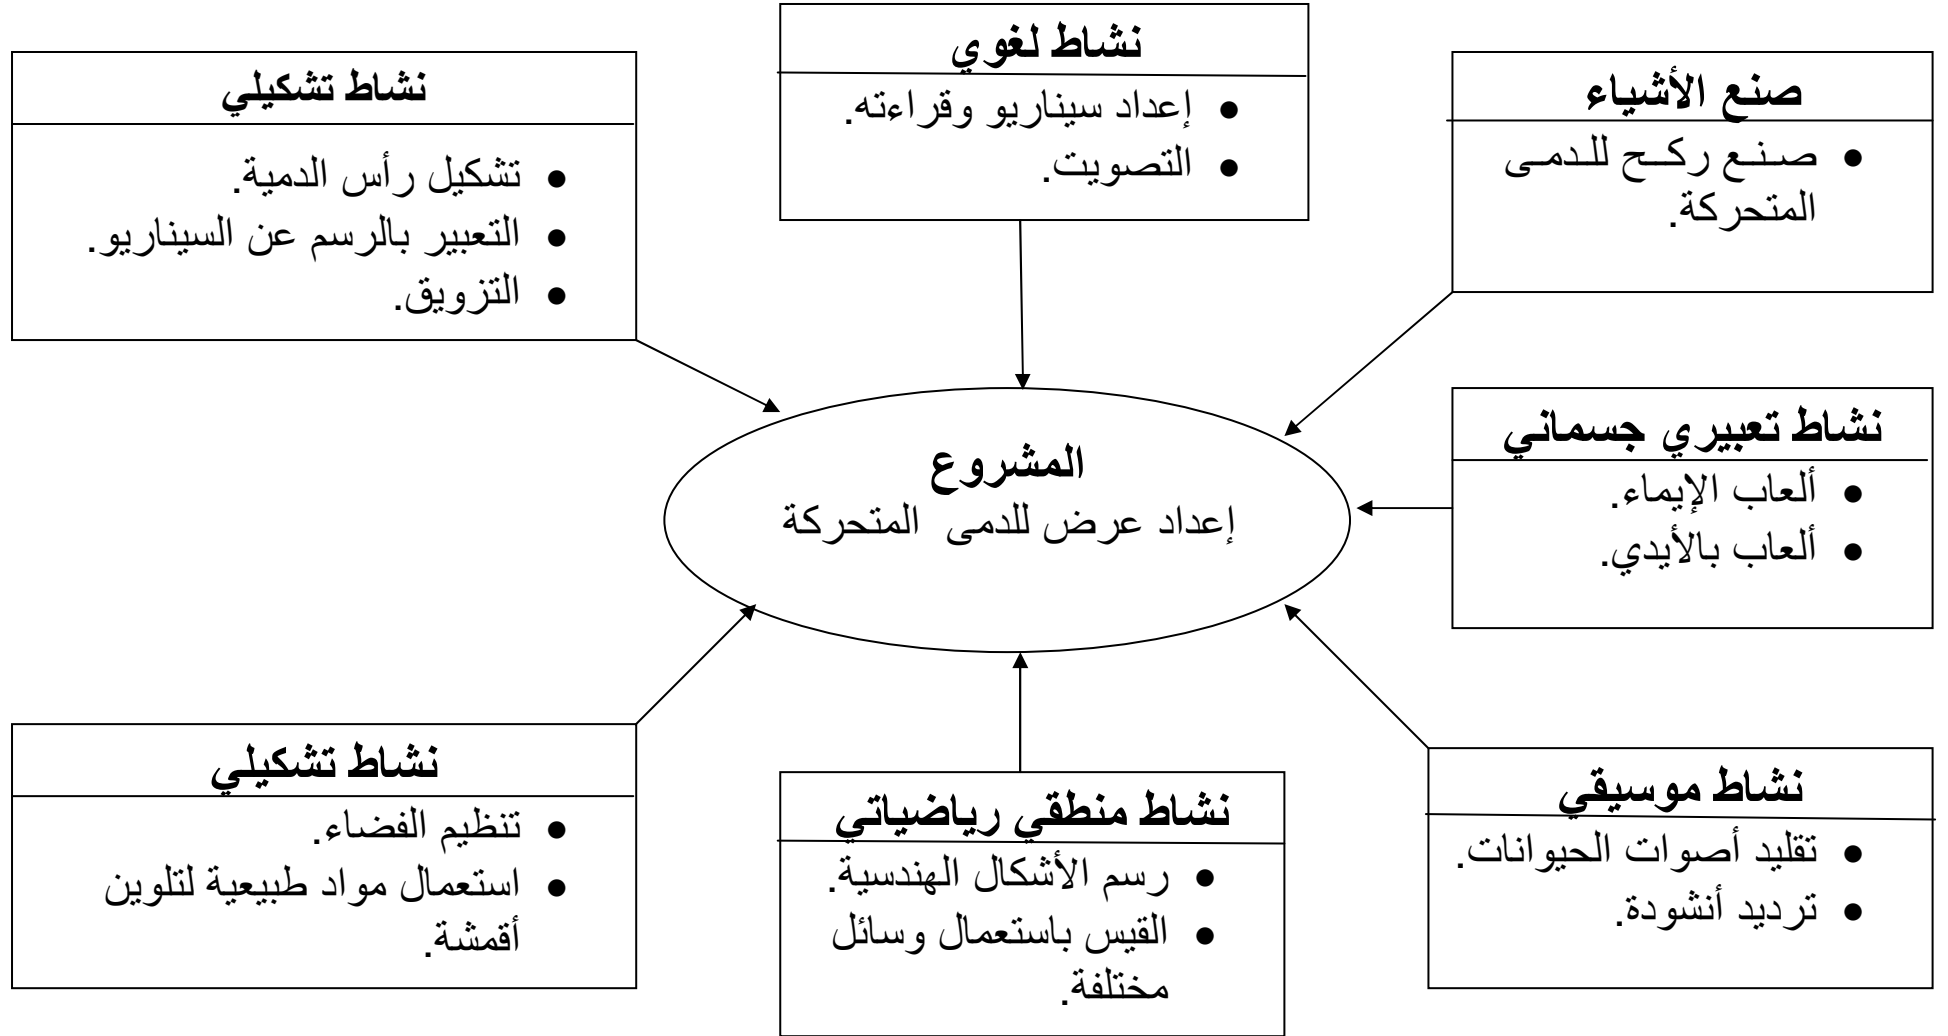 نشاط لغوي
• إعداد سيناريو وقراءته.
• التصويت.
صنع الأشياء
• صنع ركح للدمى
المتحركة.
نشاط تشكيلي
• تشكيل رأس الدمية.
• التعبير بالرسم عن السيناريو.
• التزويق.
نشاط تعبيري جسماني
• ألعاب الإيماء.
• ألعاب بالأيدي.
المشروع
إعداد عرض للدمى المتحركة
نشاط موسيقي
• تقليد أصوات الحيوانات.
• ترديد أنشودة.
نشاط منطقي رياضياتي
• رسم الأشكال الهندسية.
• القيس باستعمال وسائل
مختلفة.
نشاط تشكيلي
• تنظيم الفضاء.
• استعمال مواد طبيعية لتلوين
أقمشة.